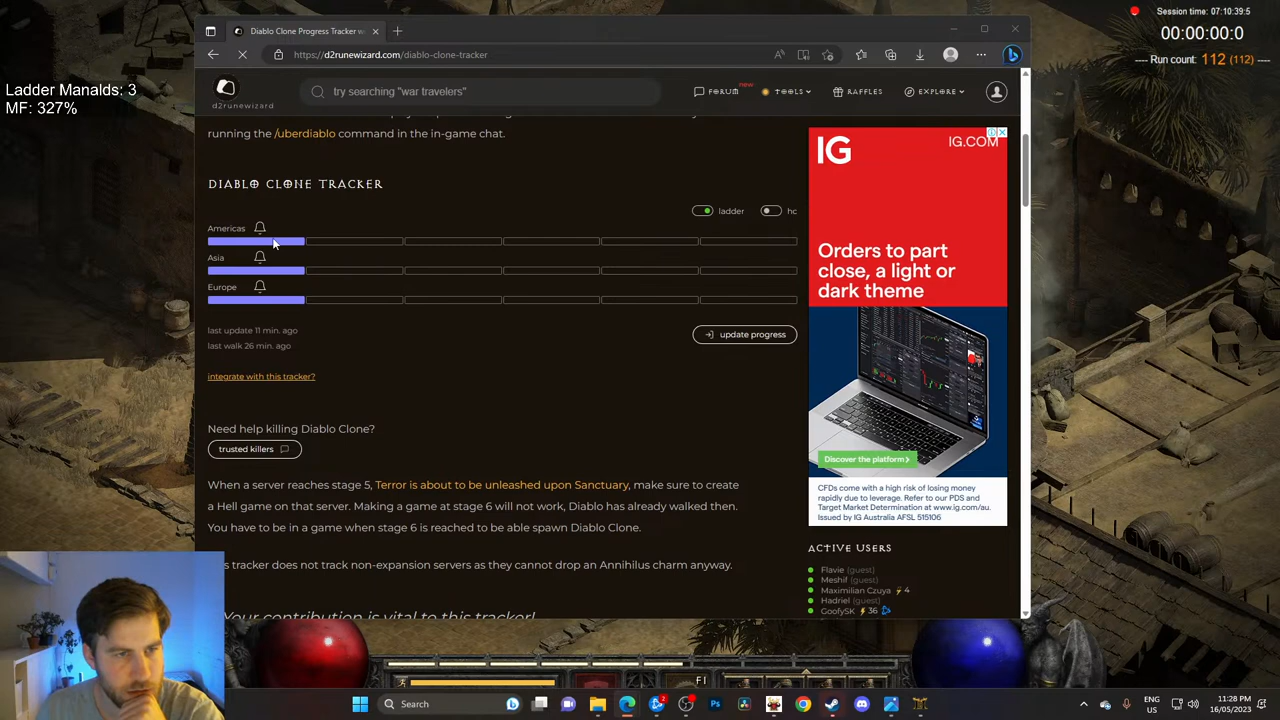 Ladder Manalds: 3
MF: 327%
Session time: 07:10:39:5
00:00:00:0
---- Run count: 112 (112) ----
Diablo Clone Progress Tracker w
https://d2runewizard.com/diablo-clone-tracker
d2runewizard
try searching "war travelers"
FORUM new
TOOLS
RAFFLES
EXPLORE
running the /uberdiablo command in the in-game chat.
DIABLO CLONE TRACKER
ladder
hc
Americas
Asia
Europe
last update 11 min. ago
last walk 26 min. ago
update progress
integrate with this tracker?
Need help killing Diablo Clone?
trusted killers
When a server reaches stage 5, Terror is about to be unleashed upon Sanctuary, make sure to create
a Hell game on that server. Making a game at stage 6 will not work, Diablo has already walked then.
You have to be in a game when stage 6 is reached to be able spawn Diablo Clone.
s tracker does not track non-expansion servers as they cannot drop an Annihilus charm anyway.
Your contribution is vital to this tracker!
IG
IG.COM
Orders to part
close, a light or
dark theme
Discover the platform
CFDs come with a high risk of losing money
rapidly due to leverage. Refer to our PDS and
Target Market Determination at www.ig.com/au.
Issued by IG Australia AFSL 515106
ACTIVE USERS
Flavie (guest)
Meshif (guest)
Maximilian Czuya 4
Hadriel (guest)
GoofySK 36
F1
Search
2
ENG
US
11:28 PM
16/05/2023